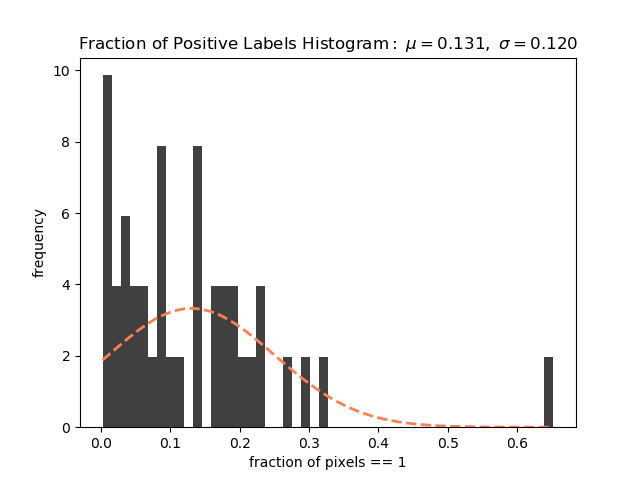 Fraction of Positive Labels Histogram : μ = 0.131, σ = 0.120
10
8
6
4
2
0
frequency
0.0 0.1 0.2 0.3 0.4 0.5 0.6
fraction of pixels == 1